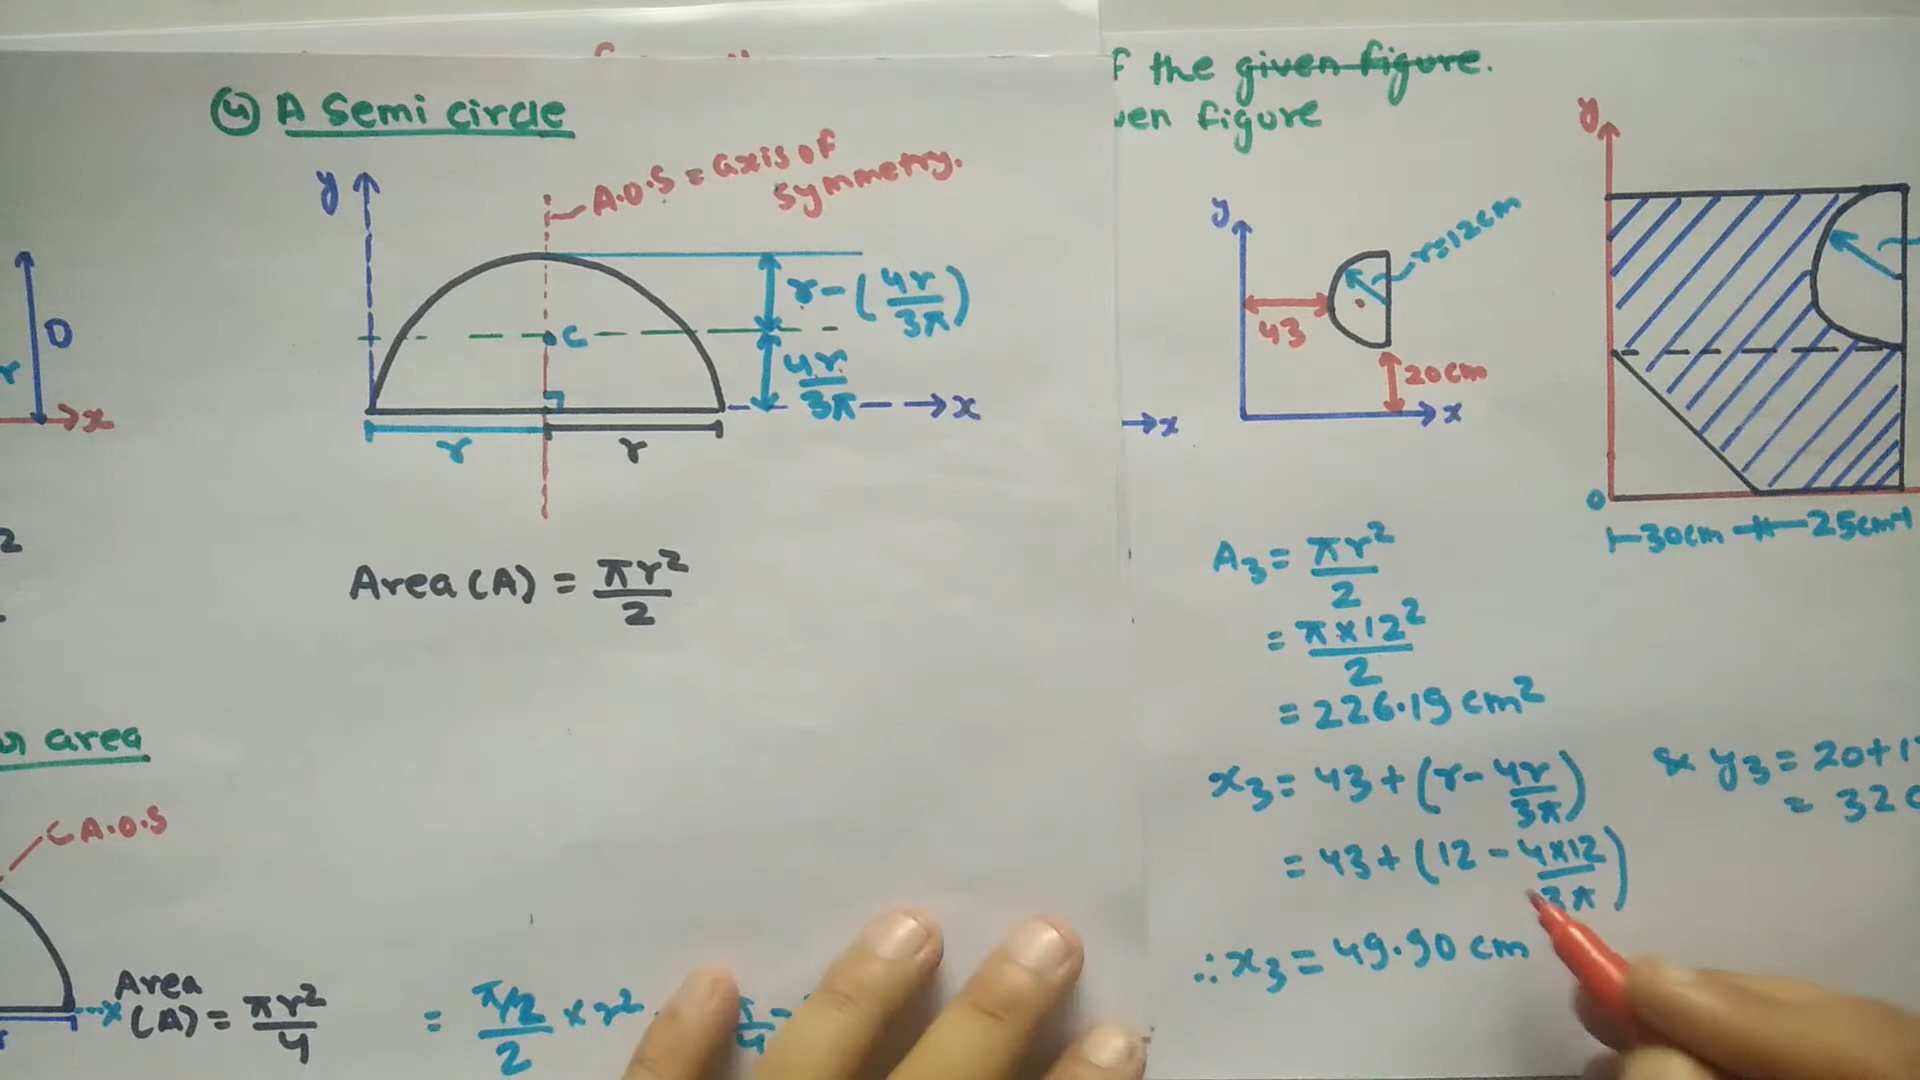 ④ A Semi circle
A.O.S = axis of
symmetry.
y
r-(4r/3π)
c
4r/3π
x
r
r
Area (A) = πr²/2
D
r
x
2
area
A.O.S
x
Area
(A) = πr²/4
= π/2/2 × r²
π/4 -
f the given figure.
ven figure
y
r=12cm
43
20cm
x
x
A₃ = πr²/2
= π×12²/2
= 226.19 cm²
x₃ = 43 + (r - 4r/3π)
= 43 + (12 - 4×12/3π)
∴ x₃ = 49.90 cm
y
0
30cm
25cm
& y₃ = 20+1
= 32c